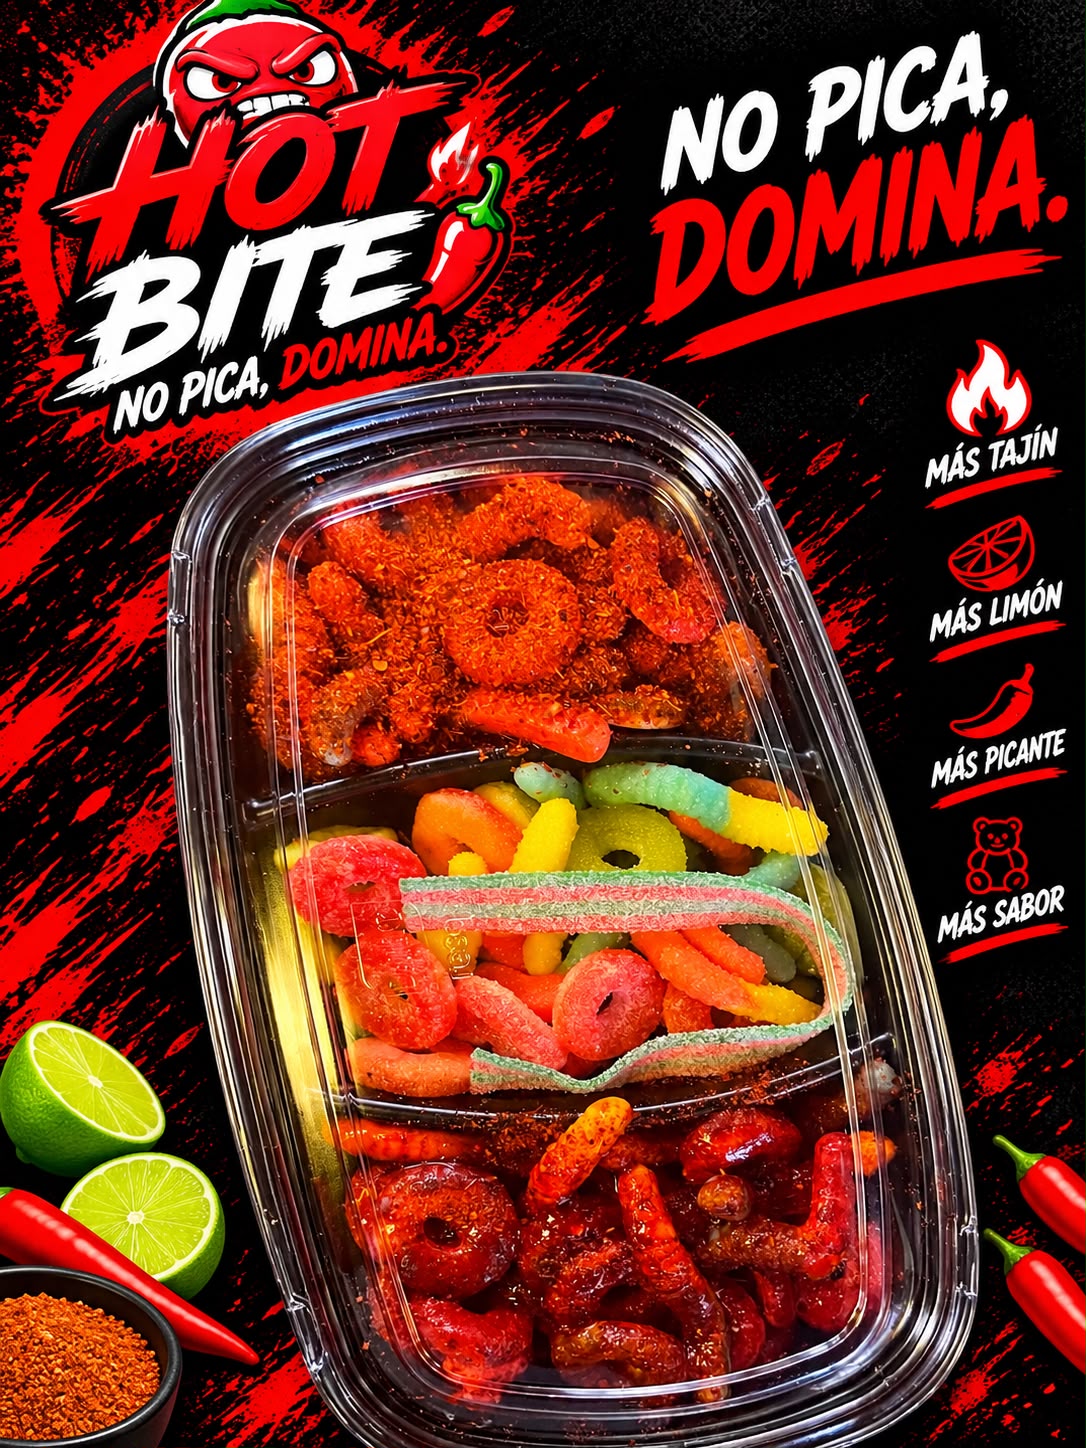 HOT
BITE
NO PICA, DOMINA.
NO PICA,
DOMINA.
MÁS TAJÍN
MÁS LIMÓN
MÁS PICANTE
MÁS SABOR